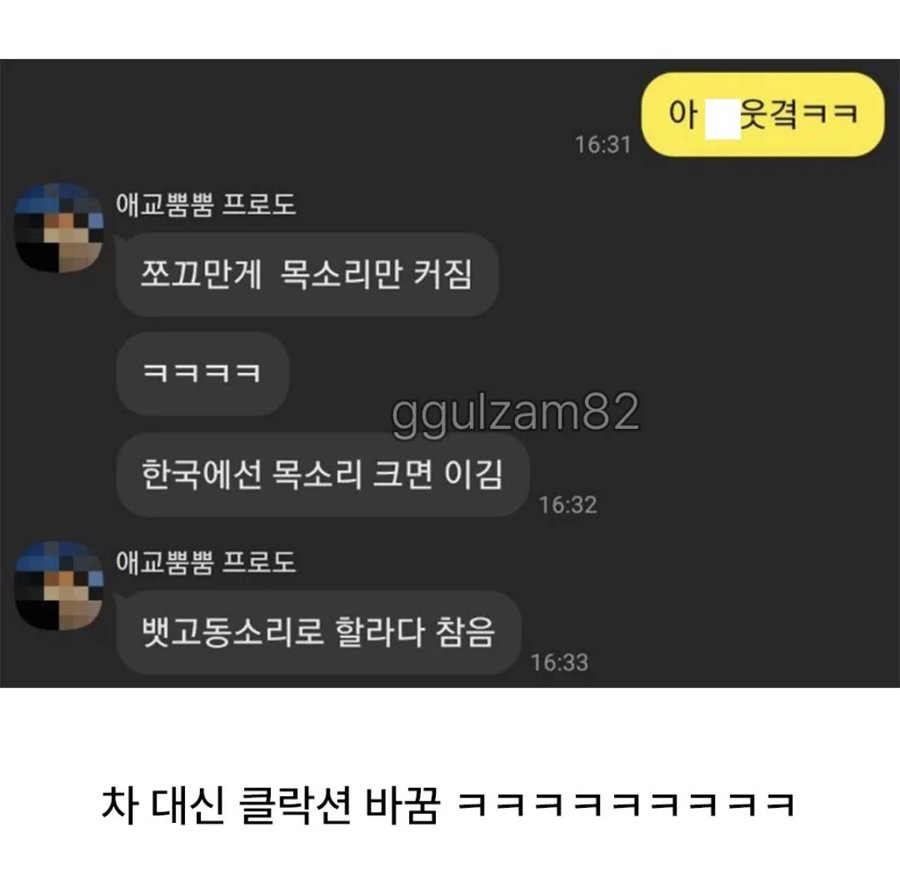 아 웃겤ㅋㅋ
16:31
애교뿜뿜 프로도
쪼끄만게 목소리만 커짐
ㅋㅋㅋㅋ
ggulzam82
한국에선 목소리 크면 이김
16:32
애교뿜뿜 프로도
뱃고동소리로 할라다 참음
16:33
차 대신 클락션 바꿈 ㅋㅋㅋㅋㅋㅋㅋㅋㅋ